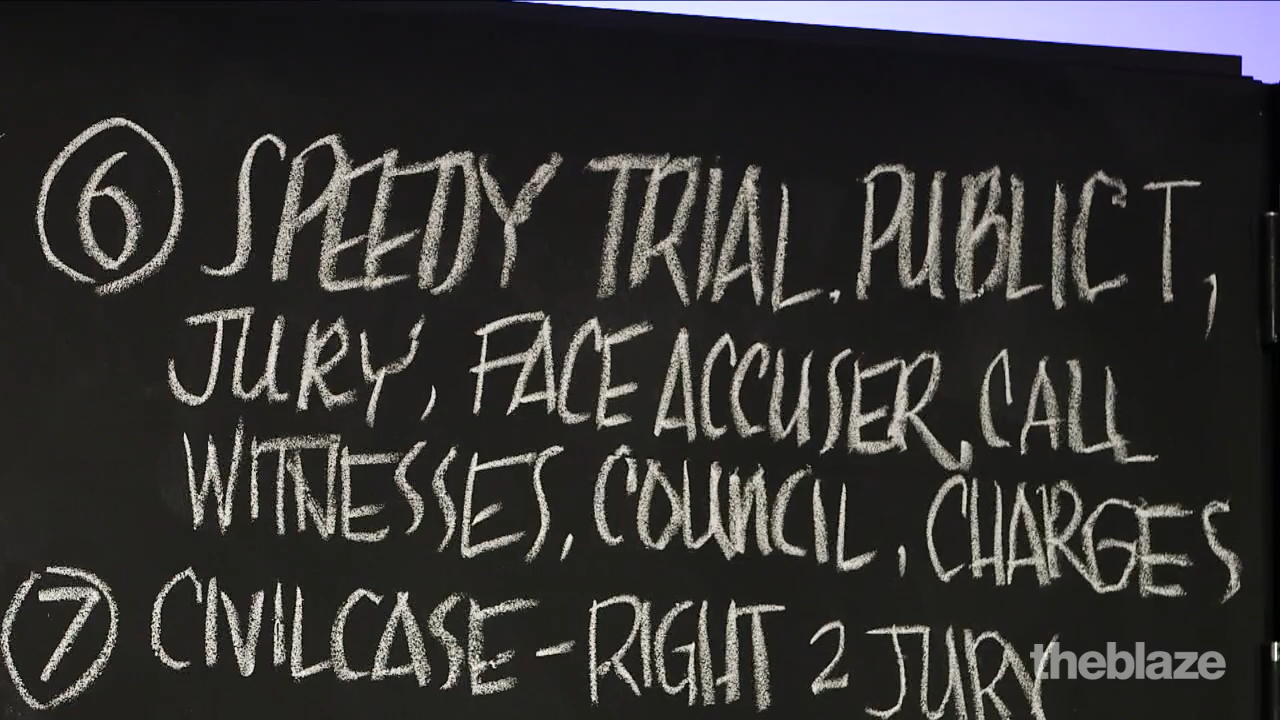 6 SPEEDY TRIAL. PUBLIC T,
JURY, FACE ACCUSER, CALL
WITNESSES, COUNCIL, CHARGES
7 CIVIL CASE - RIGHT 2 JURY
theblaze